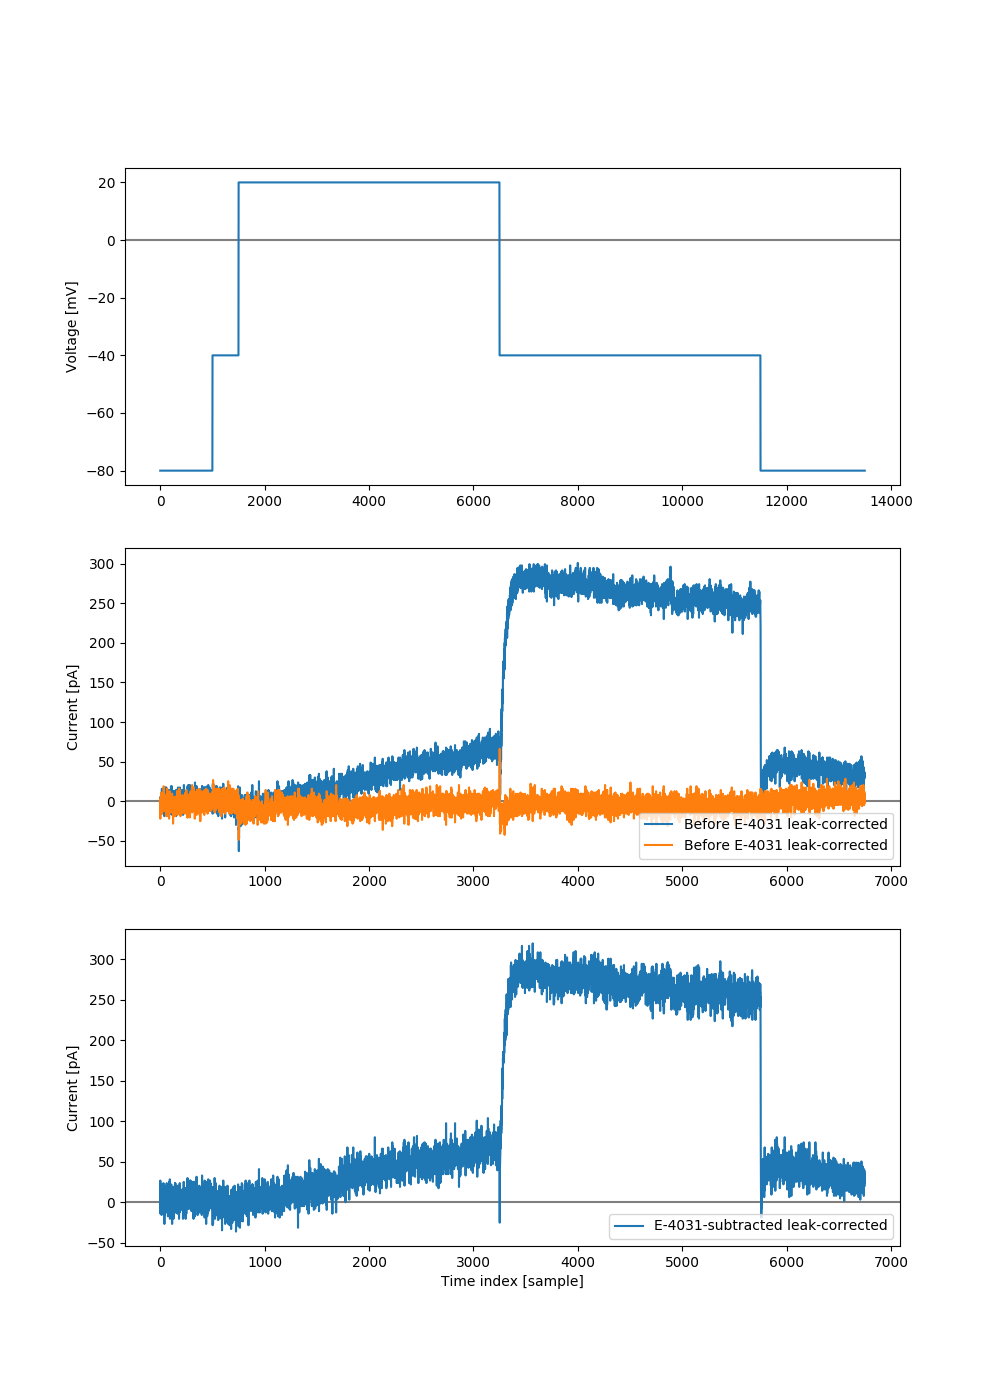 Voltage [mV]
20
0
−20
−40
−60
−80
0 2000 4000 6000 8000 10000 12000 14000
Current [pA]
300
250
200
150
100
50
0
−50
Before E-4031 leak-corrected
Before E-4031 leak-corrected
0 1000 2000 3000 4000 5000 6000 7000
Current [pA]
300
250
200
150
100
50
0
−50
E-4031-subtracted leak-corrected
0 1000 2000 3000 4000 5000 6000 7000
Time index [sample]